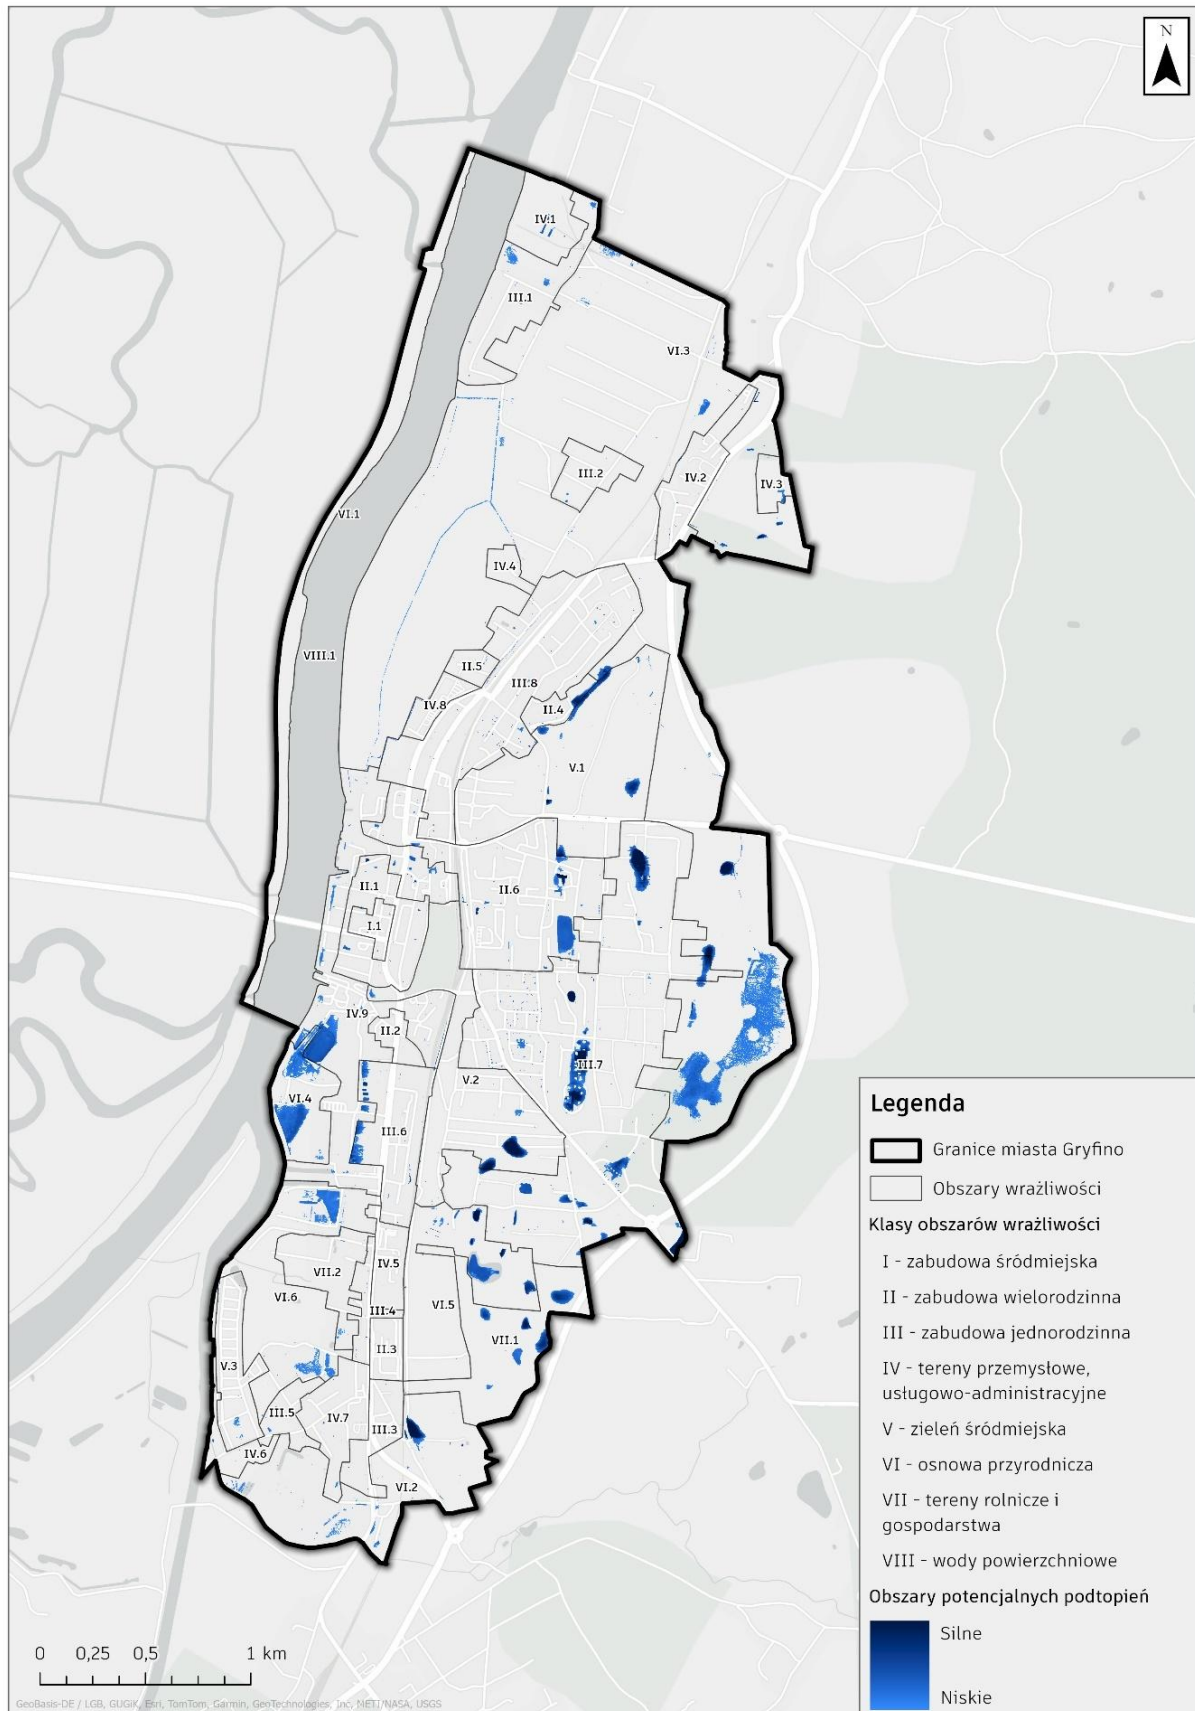 N
IV.1
III.1
VI.3
III.2
IV.2
IV.3
VI.1
IV.4
VIII.1
II.5
III.8
IV.8
II.4
V.1
II.1
II.6
I.1
IV.9
II.2
III.7
V.2
VI.4
III.6
IV.5
VII.2
VI.6
III.4
VI.5
VII.1
II.3
V.3
III.5
IV.7
III.3
IV.6
VI.2
Legenda
Granice miasta Gryfino
Obszary wrażliwości
Klasy obszarów wrażliwości
I - zabudowa śródmiejska
II - zabudowa wielorodzinna
III - zabudowa jednorodzinna
IV - tereny przemysłowe,
usługowo-administracyjne
V - zieleń śródmiejska
VI - osnowa przyrodnicza
VII - tereny rolnicze i
gospodarstwa
VIII - wody powierzchniowe
Obszary potencjalnych podtopień
Silne
Niskie
0 0,25 0,5 1 km
GeoBasis-DE / LGB, GUGIK, Esri, TomTom, Garmin, GeoTechnologies, Inc, METI/NASA, USGS